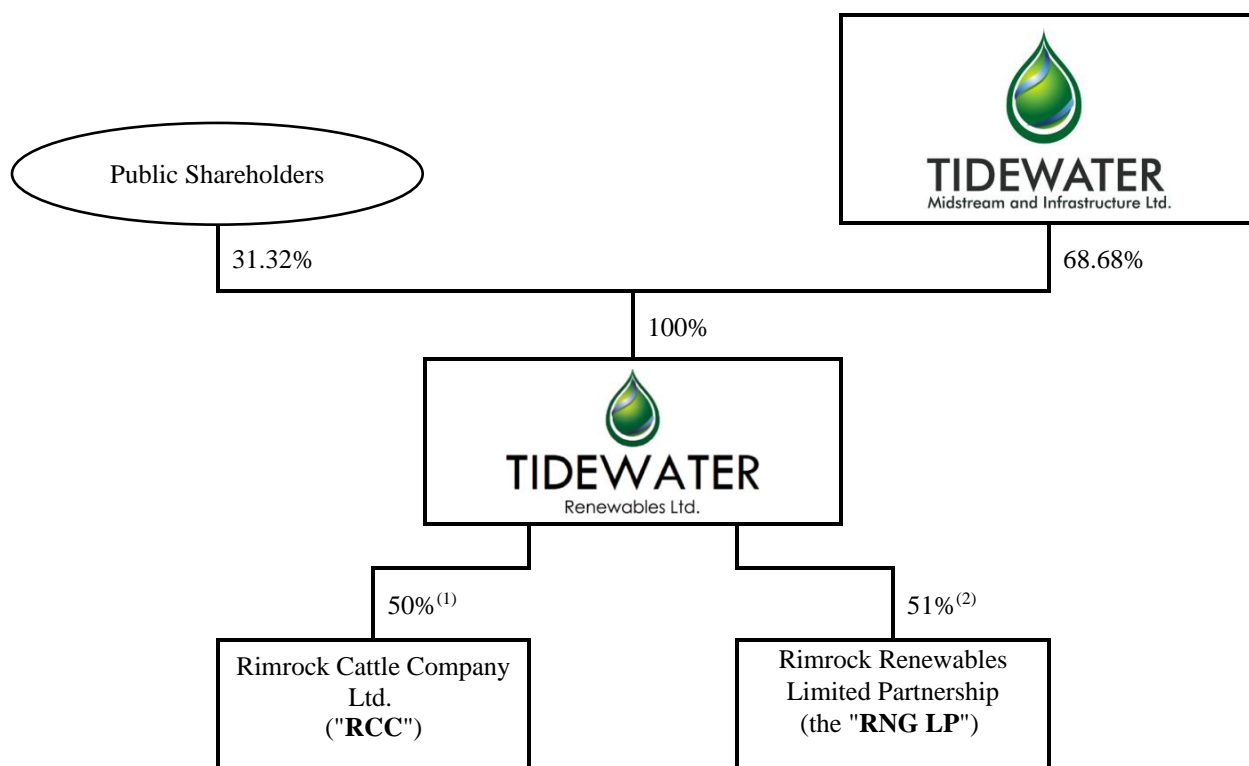 Public Shareholders
TIDEWATER
Midstream and Infrastructure Ltd.
31.32%
68.68%
100%
TIDEWATER
Renewables Ltd.
50%(1)
51%(2)
Rimrock Cattle Company
Ltd.
("RCC")
Rimrock Renewables
Limited Partnership
(the "RNG LP")